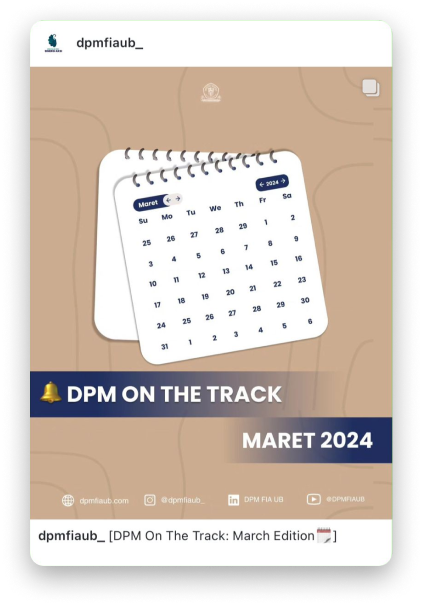 dpmfiaub_
Maret ← →
← 2024 →
Su Mo Tu We Th Fr Sa
25 26 27 28 29 1 2
3 4 5 6 7 8 9
10 11 12 13 14 15 16
17 18 19 20 21 22 23
24 25 26 27 28 29 30
31 1 2 3 4 5 6
🔔 DPM ON THE TRACK
MARET 2024
dpmfiaub.com @dpmfiaub_ DPM FIA UB @DPMFIAUB
dpmfiaub_ [DPM On The Track: March Edition🗓️]